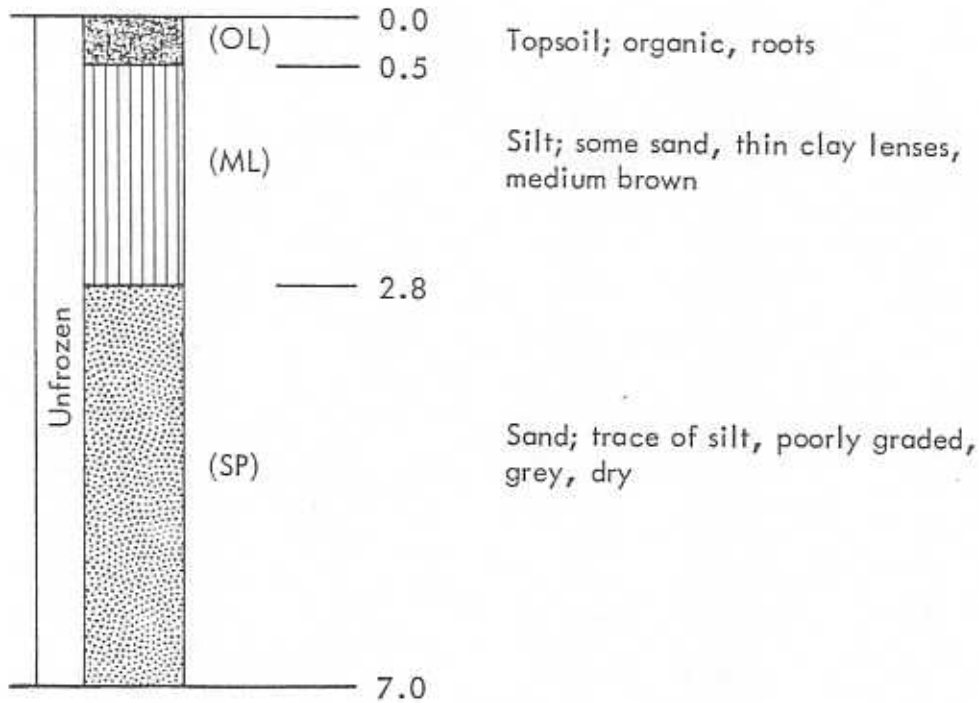 0.0
(OL)
Topsoil; organic, roots
0.5
(ML)
Silt; some sand, thin clay lenses,
medium brown
2.8
Unfrozen
(SP)
Sand; trace of silt, poorly graded,
grey, dry
7.0